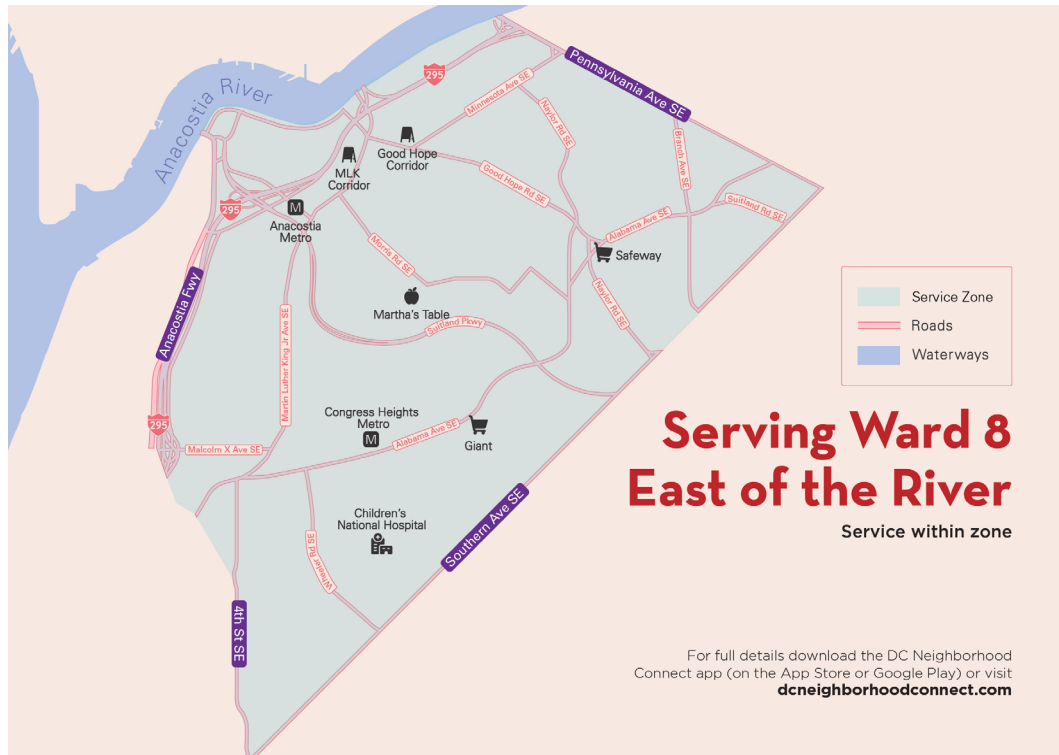 Anacostia River
295
Pennsylvania Ave SE
Minnesota Ave SE
Naylor Rd SE
Branch Ave SE
Good Hope
Corridor
MLK
Corridor
Good Hope Rd SE
Suitland Rd SE
Alabama Ave SE
295
M
Anacostia
Metro
Morris Rd SE
Safeway
Naylor Rd SE
Martha's Table
Suitland Pkwy
Anacostia Fwy
Martin Luther King Jr Ave SE
295
Malcolm X Ave SE
Congress Heights
Metro
M
Alabama Ave SE
Giant
Children's
National Hospital
Wheeler Rd SE
Southern Ave SE
4th St SE
Service Zone
Roads
Waterways
Serving Ward 8
East of the River
Service within zone
For full details download the DC Neighborhood
Connect app (on the App Store or Google Play) or visit
dcneighborhoodconnect.com